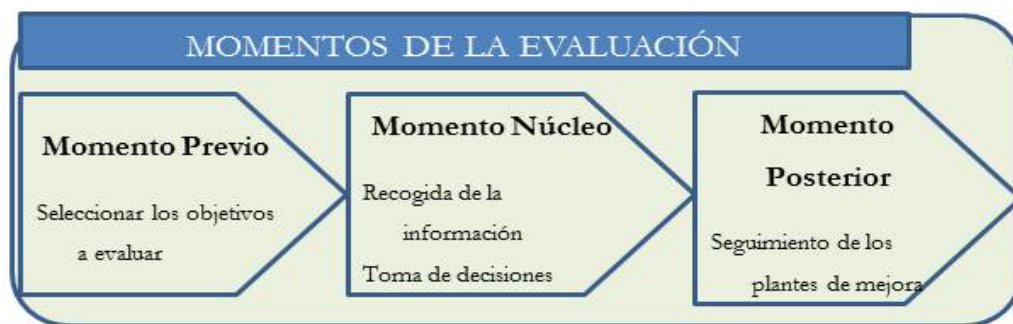 MOMENTOS DE LA EVALUACIÓN
Momento Previo
Seleccionar los objetivos
a evaluar
Momento Núcleo
Recogida de la
información
Toma de decisiones
Momento
Posterior
Seguimiento de los
plantes de mejora